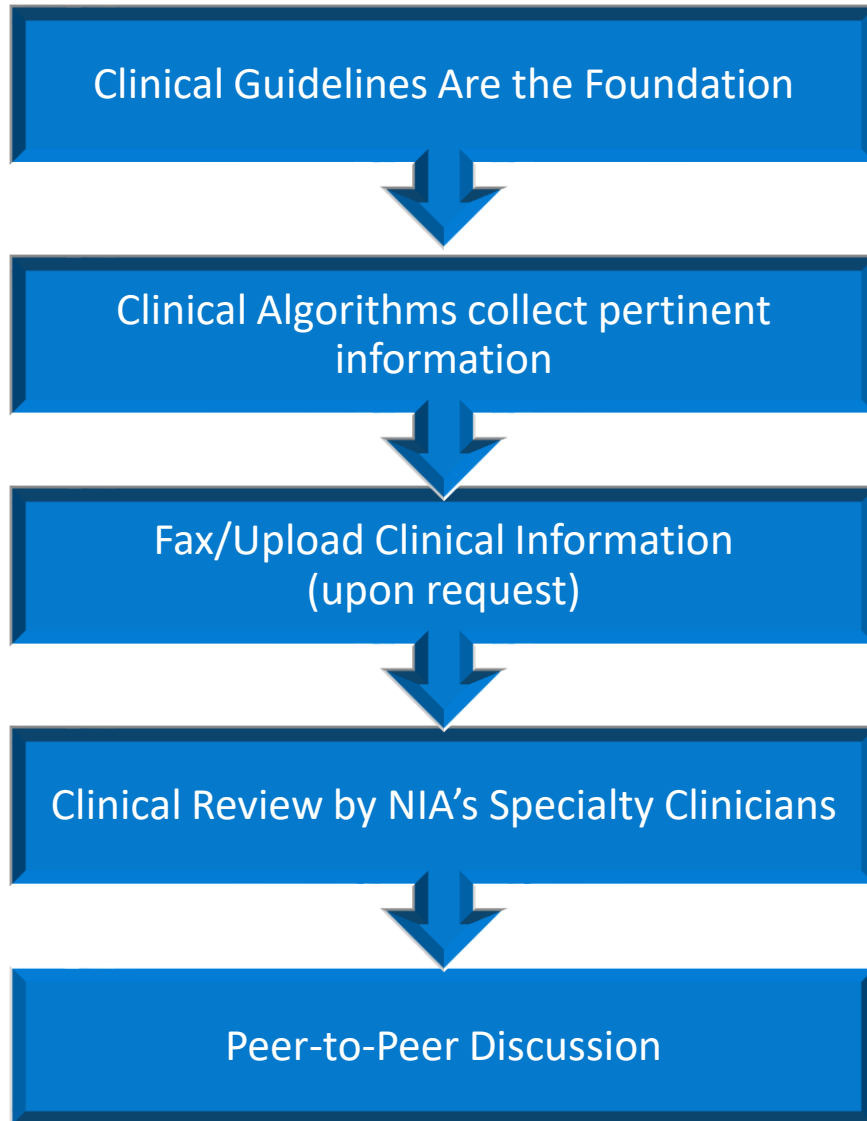 Clinical Guidelines Are the Foundation
Clinical Algorithms collect pertinent
information
Fax/Upload Clinical Information
(upon request)
Clinical Review by NIA’s Specialty Clinicians
Peer-to-Peer Discussion